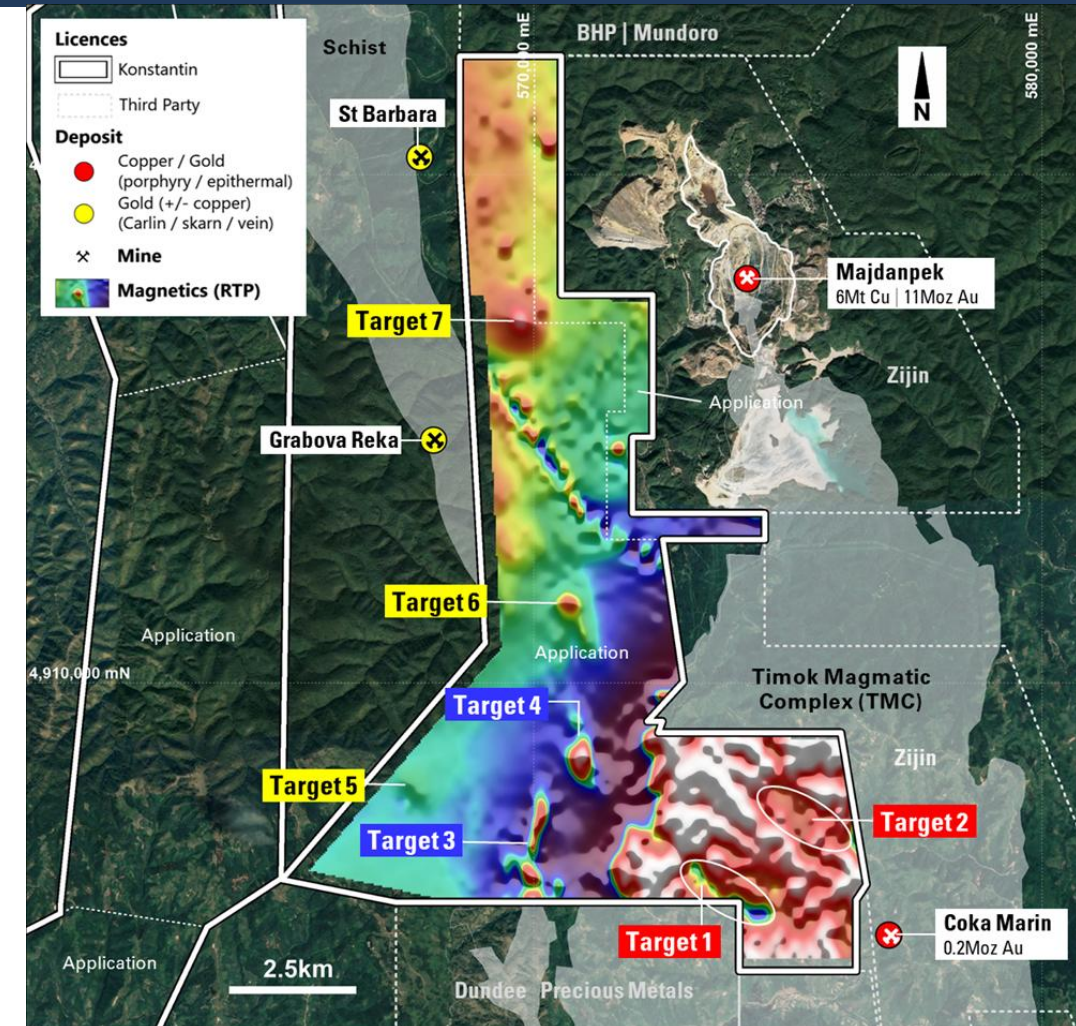 Licences
Konstantin
Third Party
Deposit
Copper / Gold
(porphyry / epithermal)
Gold (+/- copper)
(Carlin / skarn / vein)
Mine
Magnetics (RTP)
Schist
BHP | Mundoro
570,000 mE
580,000 mE
N
St Barbara
Majdanpek
6Mt Cu | 11Moz Au
Target 7
Zijin
Application
Grabova Reka
Target 6
Application
Application
4,910,000 mN
Timok Magmatic
Complex (TMC)
Target 4
Zijin
Target 5
Target 2
Target 3
Target 1
Coka Marin
0.2Moz Au
Application
2.5km
Dundee Precious Metals